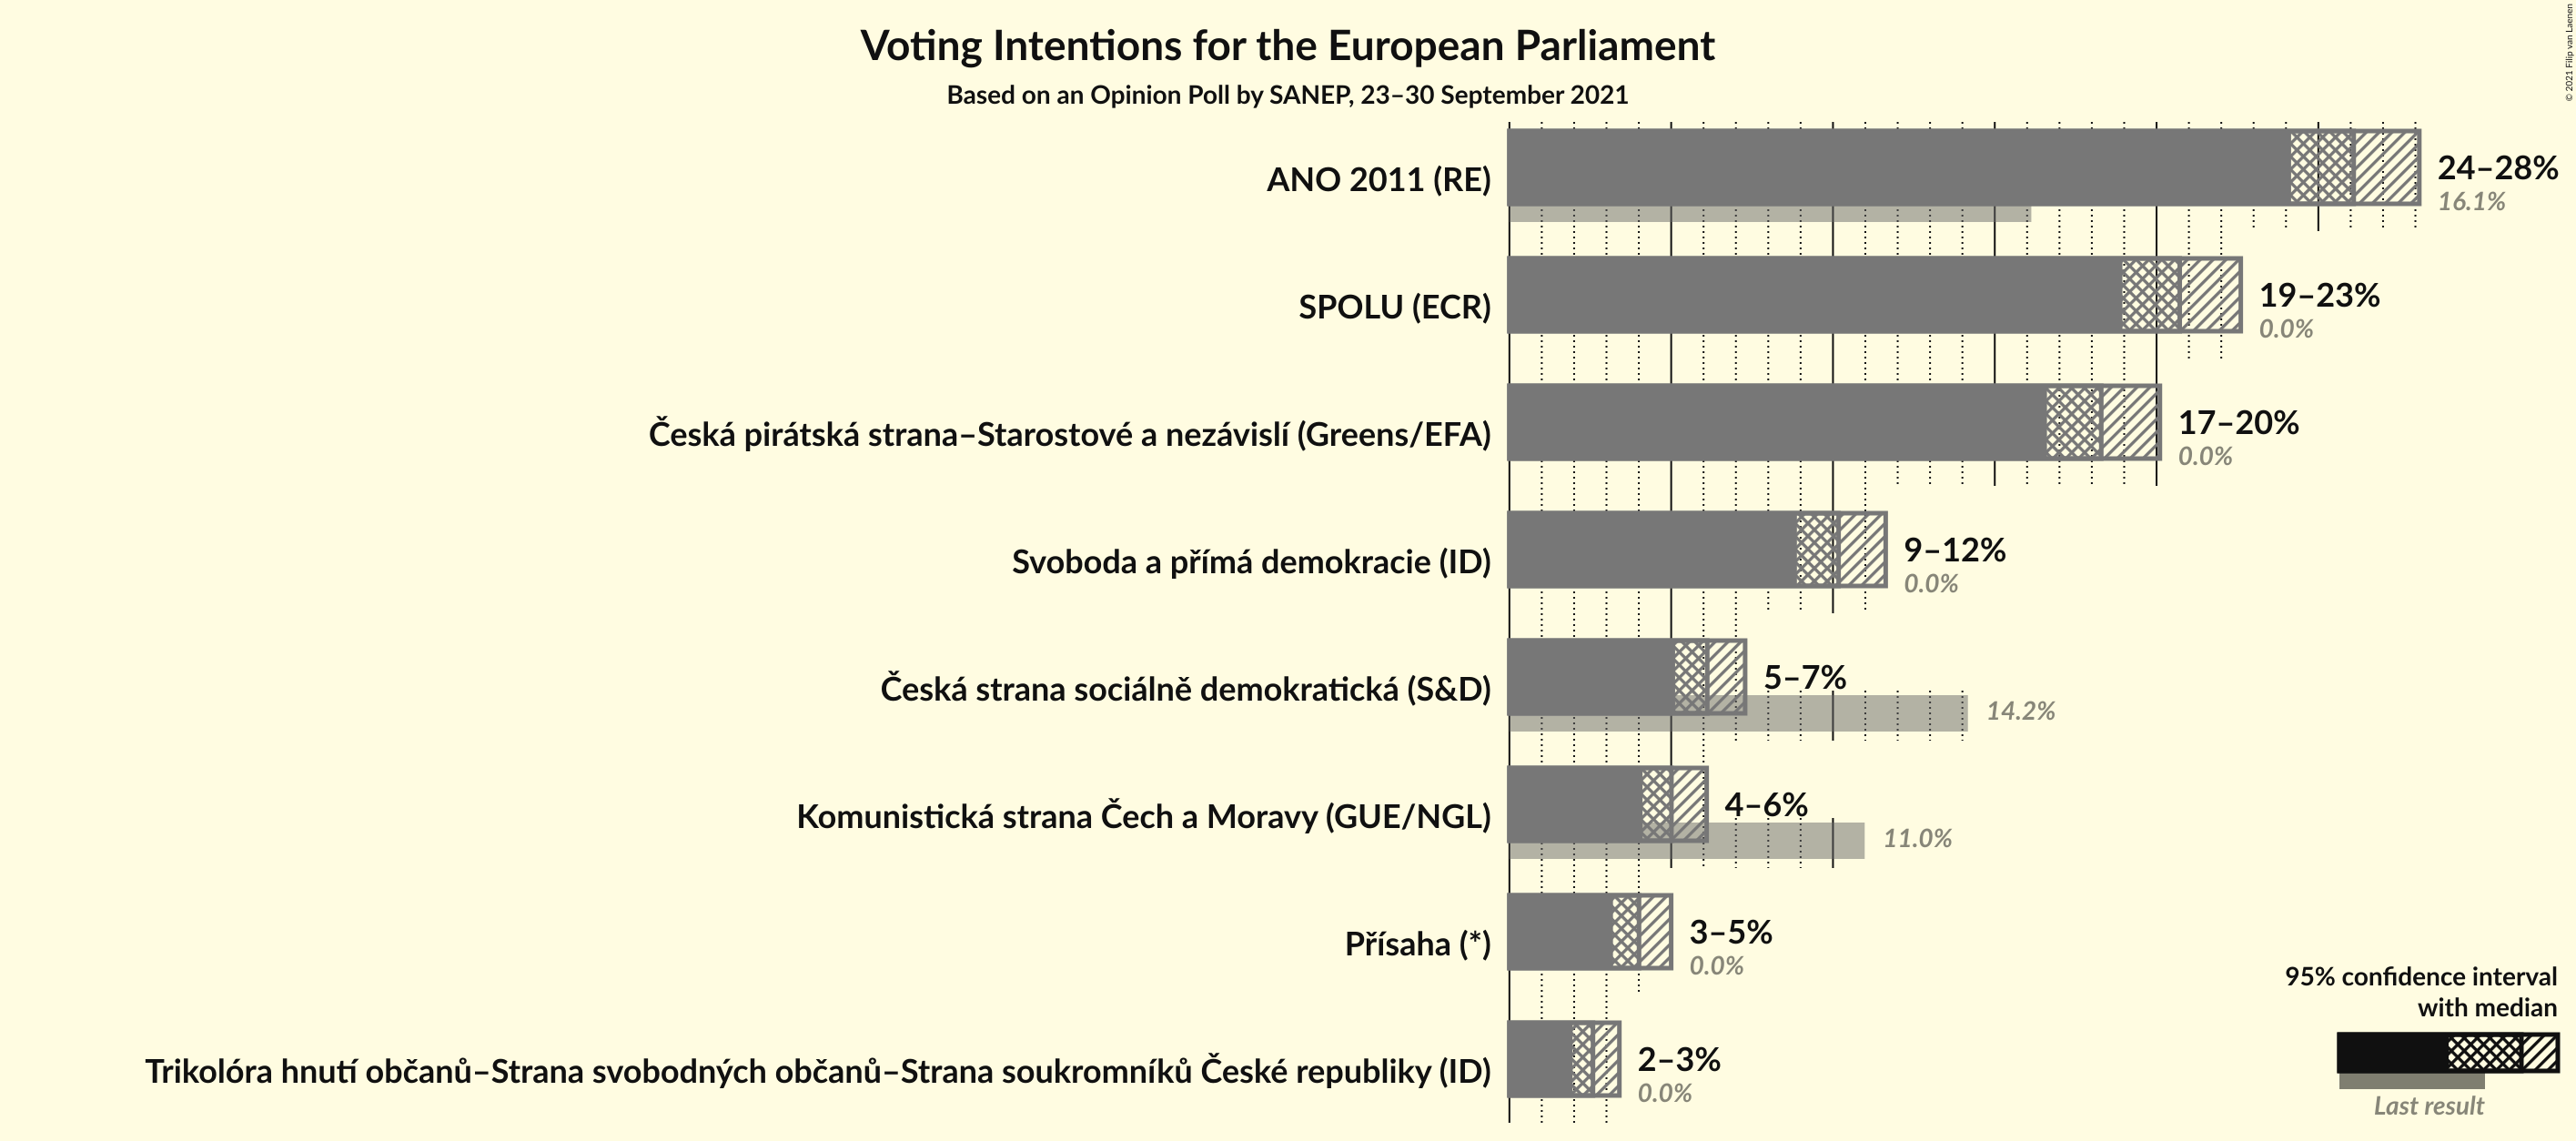 Voting Intentions for the European Parliament
Based on an Opinion Poll by SANEP, 23–30 September 2021
© 2021 Filip van Laenen
ANO 2011 (RE)
24–28%
16.1%
SPOLU (ECR)
19–23%
0.0%
Česká pirátská strana–Starostové a nezávislí (Greens/EFA)
17–20%
0.0%
Svoboda a přímá demokracie (ID)
9–12%
0.0%
Česká strana sociálně demokratická (S&D)
5–7%
14.2%
Komunistická strana Čech a Moravy (GUE/NGL)
4–6%
11.0%
Přísaha (*)
3–5%
0.0%
Trikolóra hnutí občanů–Strana svobodných občanů–Strana soukromníků České republiky (ID)
2–3%
0.0%
95% confidence interval
with median
Last result